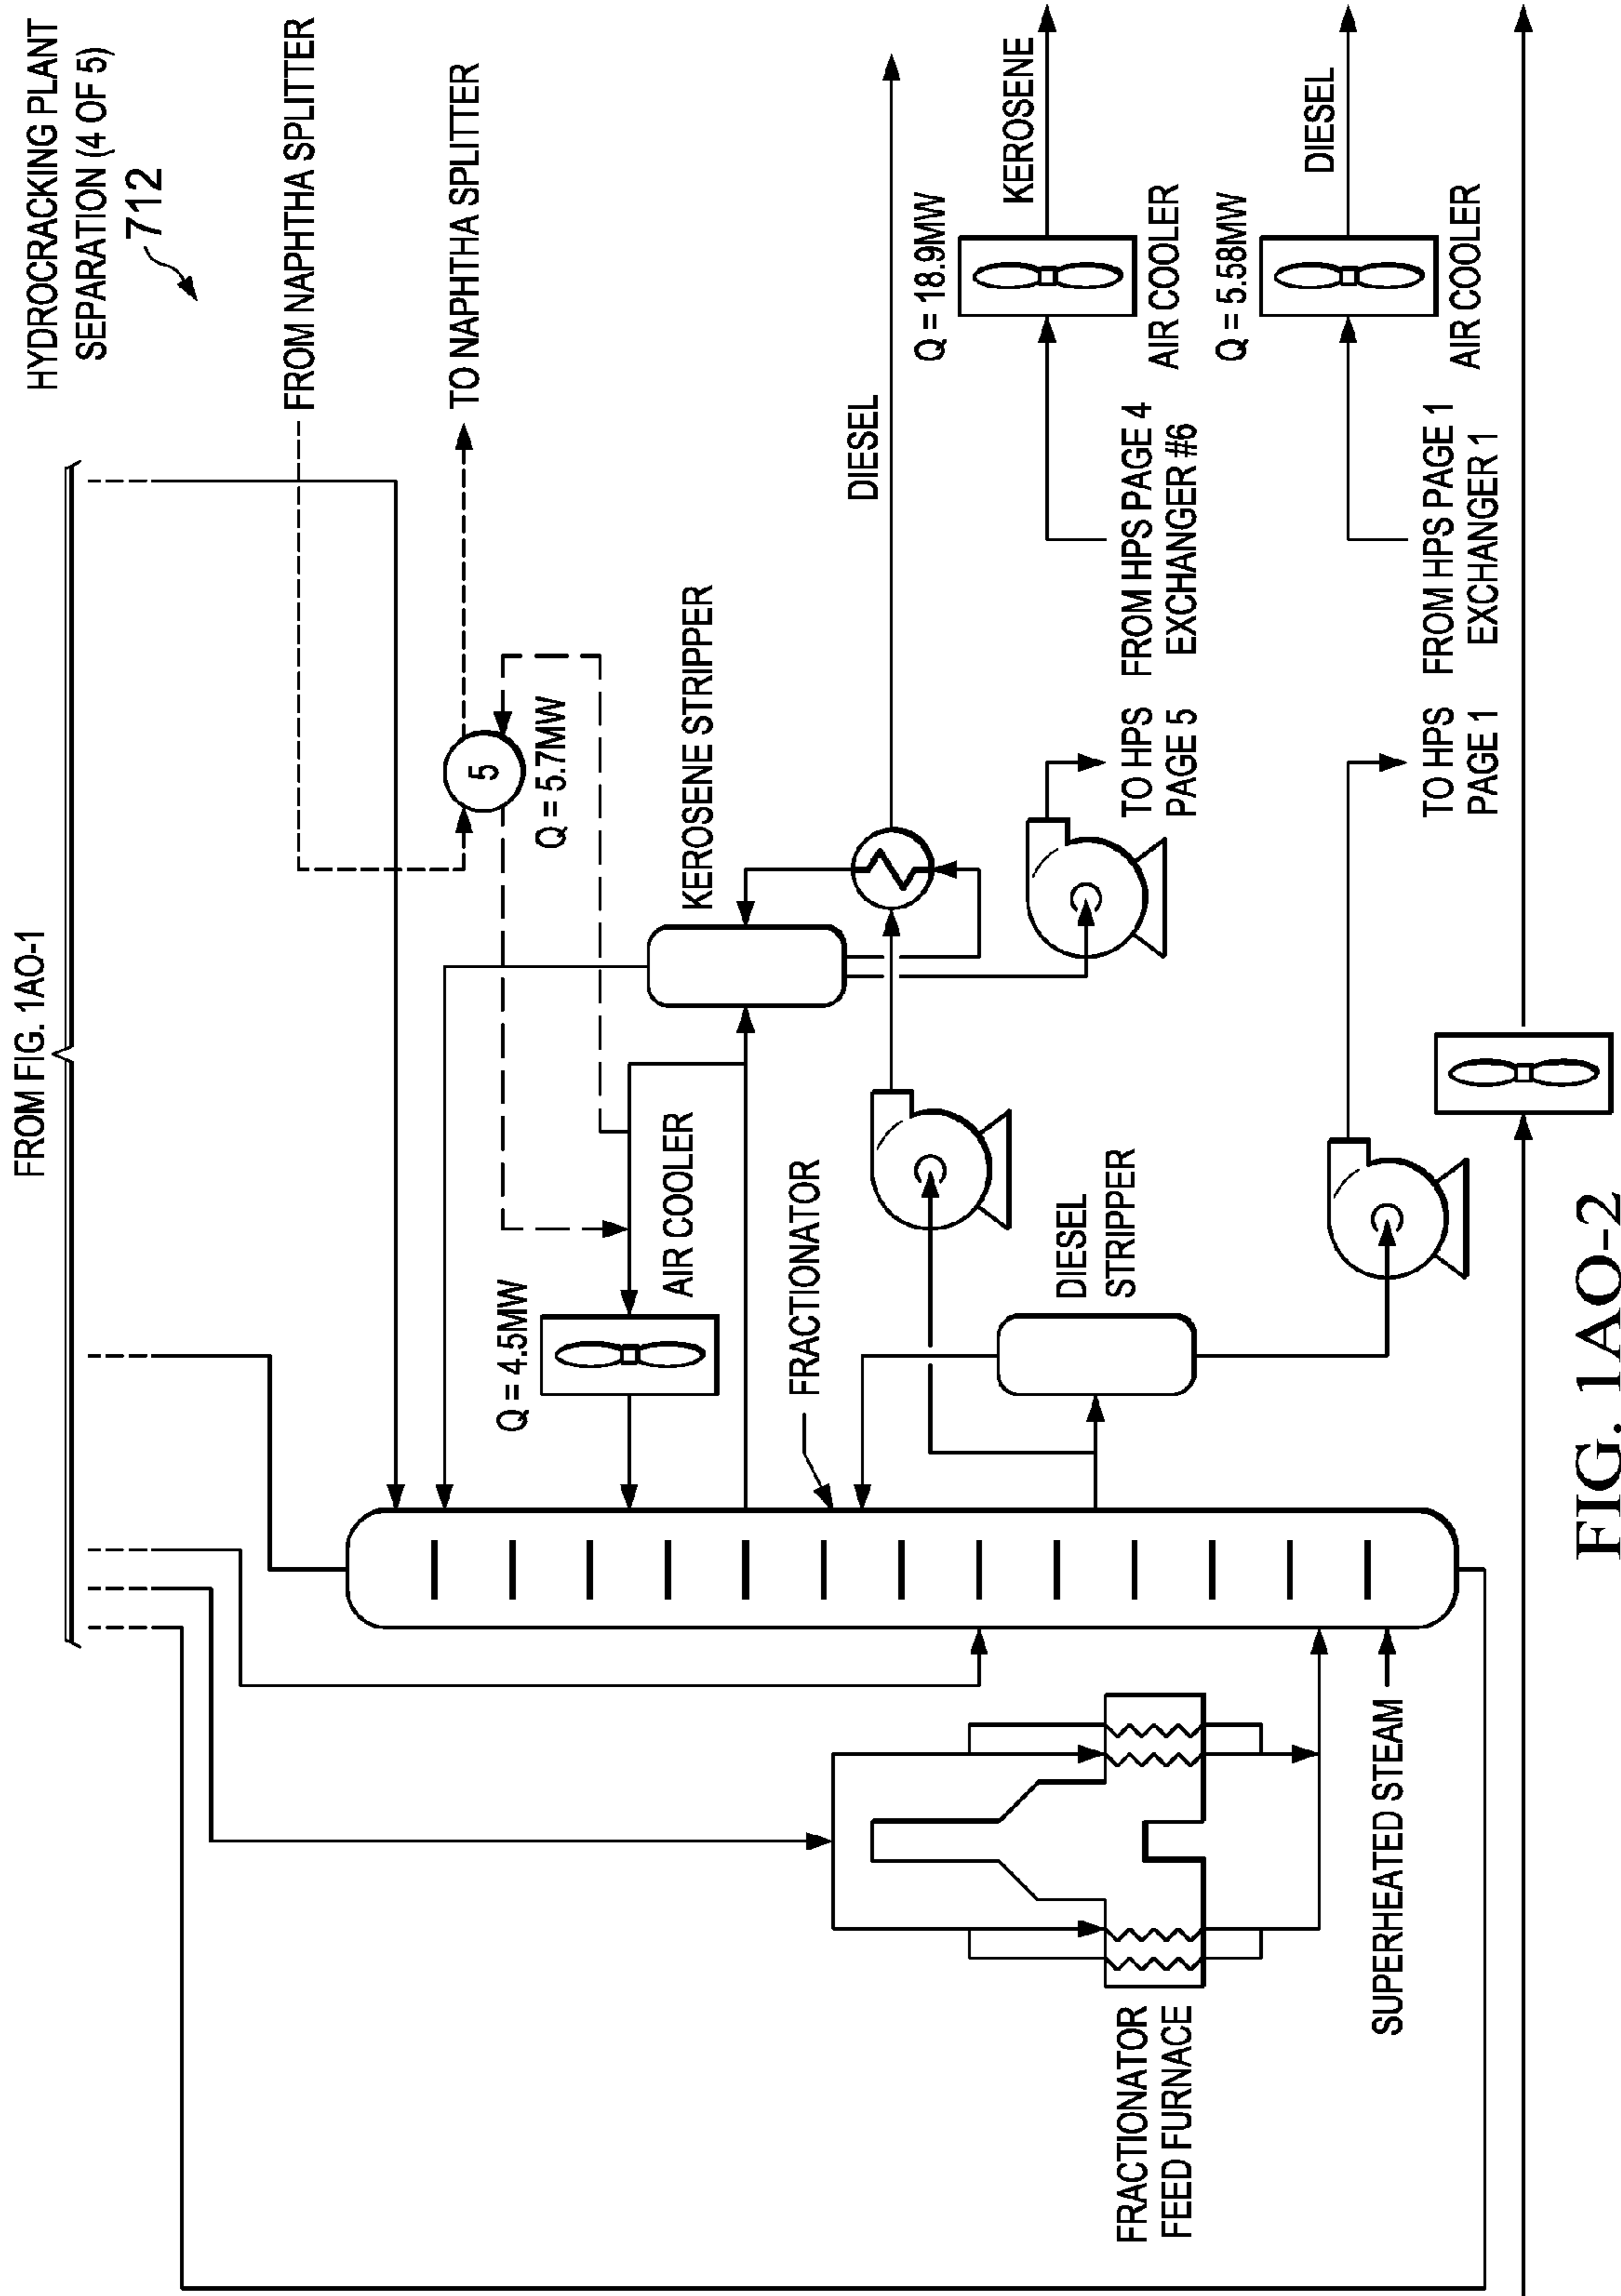 HYDROCRACKING PLANT
SEPARATION (4 OF 5)
712
FROM FIG. 1AO-1
FROM NAPHTHA SPLITTER
TO NAPHTHA SPLITTER
5
Q = 5.7MW
Q = 4.5MW
AIR COOLER
KEROSENE STRIPPER
FRACTIONATOR
DIESEL
Q = 18.9MW
KEROSENE
AIR COOLER
TO HPS
PAGE 5
FROM HPS PAGE 4
EXCHANGER #6
DIESEL
STRIPPER
Q = 5.58MW
DIESEL
AIR COOLER
TO HPS
PAGE 1
FROM HPS PAGE 1
EXCHANGER 1
FRACTIONATOR
FEED FURNACE
SUPERHEATED STEAM
FIG. 1AO-2